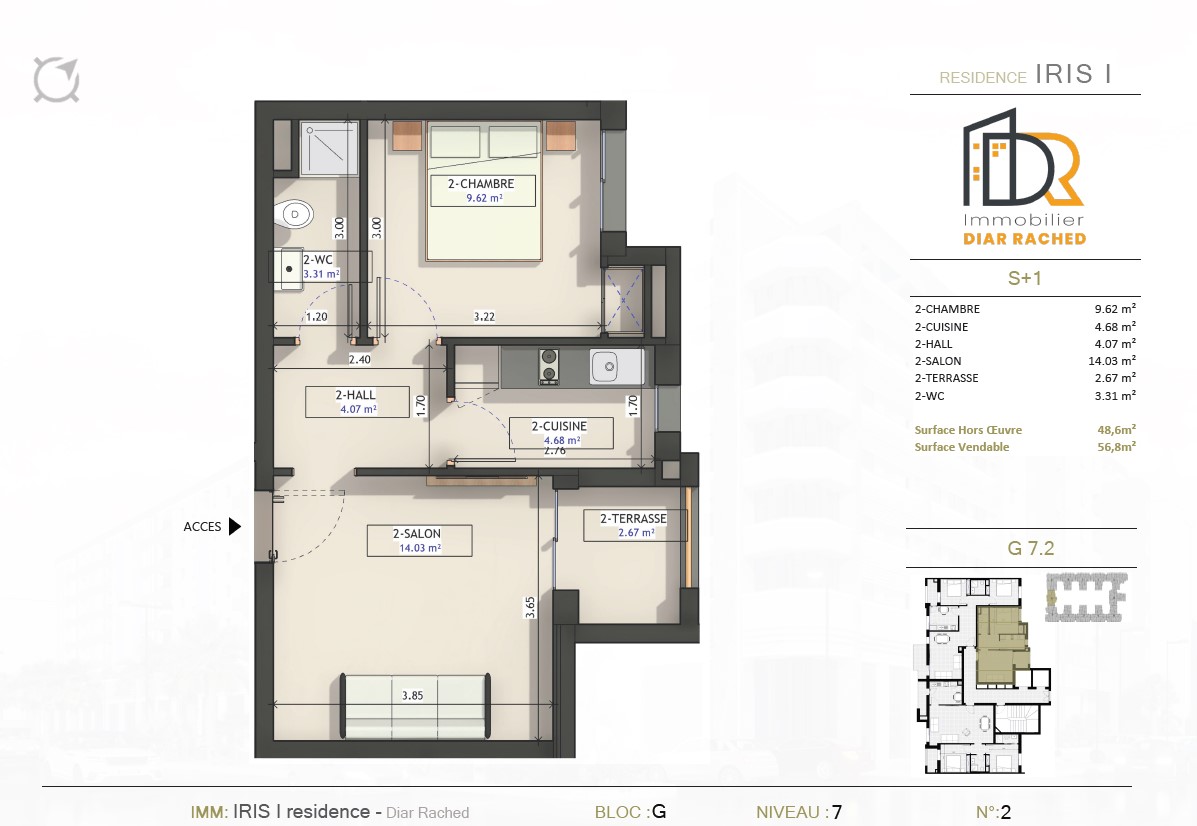 RESIDENCE IRIS I
DR
Immobilier
DIAR RACHED
S+1
2-CHAMBRE 9.62 m²
2-CUISINE 4.68 m²
2-HALL 4.07 m²
2-SALON 14.03 m²
2-TERRASSE 2.67 m²
2-WC 3.31 m²
Surface Hors Œuvre 48,6m²
Surface Vendable 56,8m²
G 7.2
2-CHAMBRE
9.62 m²
3.00
3.00
2-WC
3.31 m²
1.20
3.22
2.40
2-HALL
4.07 m²
1.70
1.70
2-CUISINE
4.68 m²
2.76
ACCES
2-SALON
14.03 m²
2-TERRASSE
2.67 m²
3.65
3.85
IMM: IRIS I residence - Diar Rached BLOC :G NIVEAU : 7 N°:2